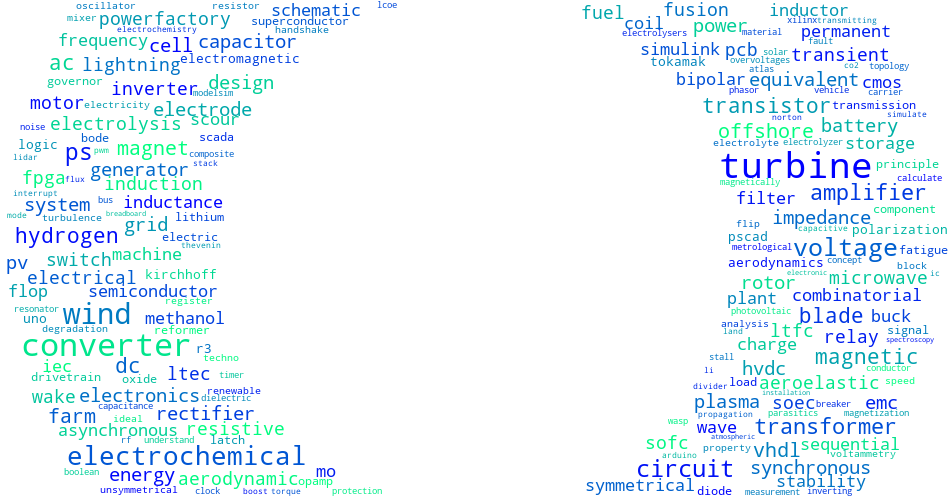 oscillator resistor lcoe
mixer powerfactory schematic
electrochemistry superconductor
frequency cell capacitor handshake
ac lightning electromagnetic
governor inverter design
modelsim
motor electricity electrode
noise electrolysis scour
logic bode scada
lidar ps pwm magnet composite
stack
fpga flux generator
induction
interrupt
system bus inductance
mode turbulence breadboard grid lithium
hydrogen electric
thevenin
pv switch machine
electrical kirchhoff
flop semiconductor
register
resonator wind methanol
uno
degradation reformer
converter r3
techno
iec dc ltec timer
drivetrain oxide
wake electronics renewable
dielectric
farm capacitance rectifier
ideal
asynchronous resistive
rf understand latch
electrochemical
boolean energy aerodynamic mo
opamp
unsymmetrical clock boost torque protection
fuel fusion inductor
coil power xilinx transmitting
electrolysers material permanent
fault
simulink pcb solar transient
tokamak overvoltages
atlas co2 topology
bipolar equivalent cmos
phasor vehicle carrier
transistor transmission
norton simulate
offshore battery
electrolyte electrolyzer storage
turbine principle
calculate
magnetically
filter amplifier
impedance component
flip capacitive polarization
pscad
metrological voltage fatigue
aerodynamics concept block
electronic ic
rotor microwave
plant combinatorial
photovoltaic blade buck
analysis ltfc relay signal
land spectroscopy
charge
stall magnetic
li hvdc conductor
divider load aeroelastic speed
installation
plasma soec breaker emc
propagation parasitics magnetization
wasp wave transformer
atmospheric
sofc property vhdl sequential
arduino voltammetry
circuit synchronous
symmetrical stability
diode measurement inverting